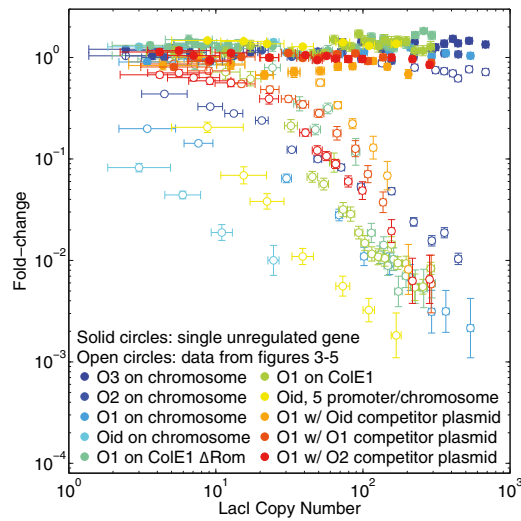 10^0
10^-1
10^-2
10^-3
10^-4
Fold-change
Solid circles: single unregulated gene
Open circles: data from figures 3-5
O3 on chromosome
O2 on chromosome
O1 on chromosome
Oid on chromosome
O1 on ColE1 ΔRom
O1 on ColE1
Oid, 5 promoter/chromosome
O1 w/ Oid competitor plasmid
O1 w/ O1 competitor plasmid
O1 w/ O2 competitor plasmid
10^0 10^1 10^2 10^3
LacI Copy Number